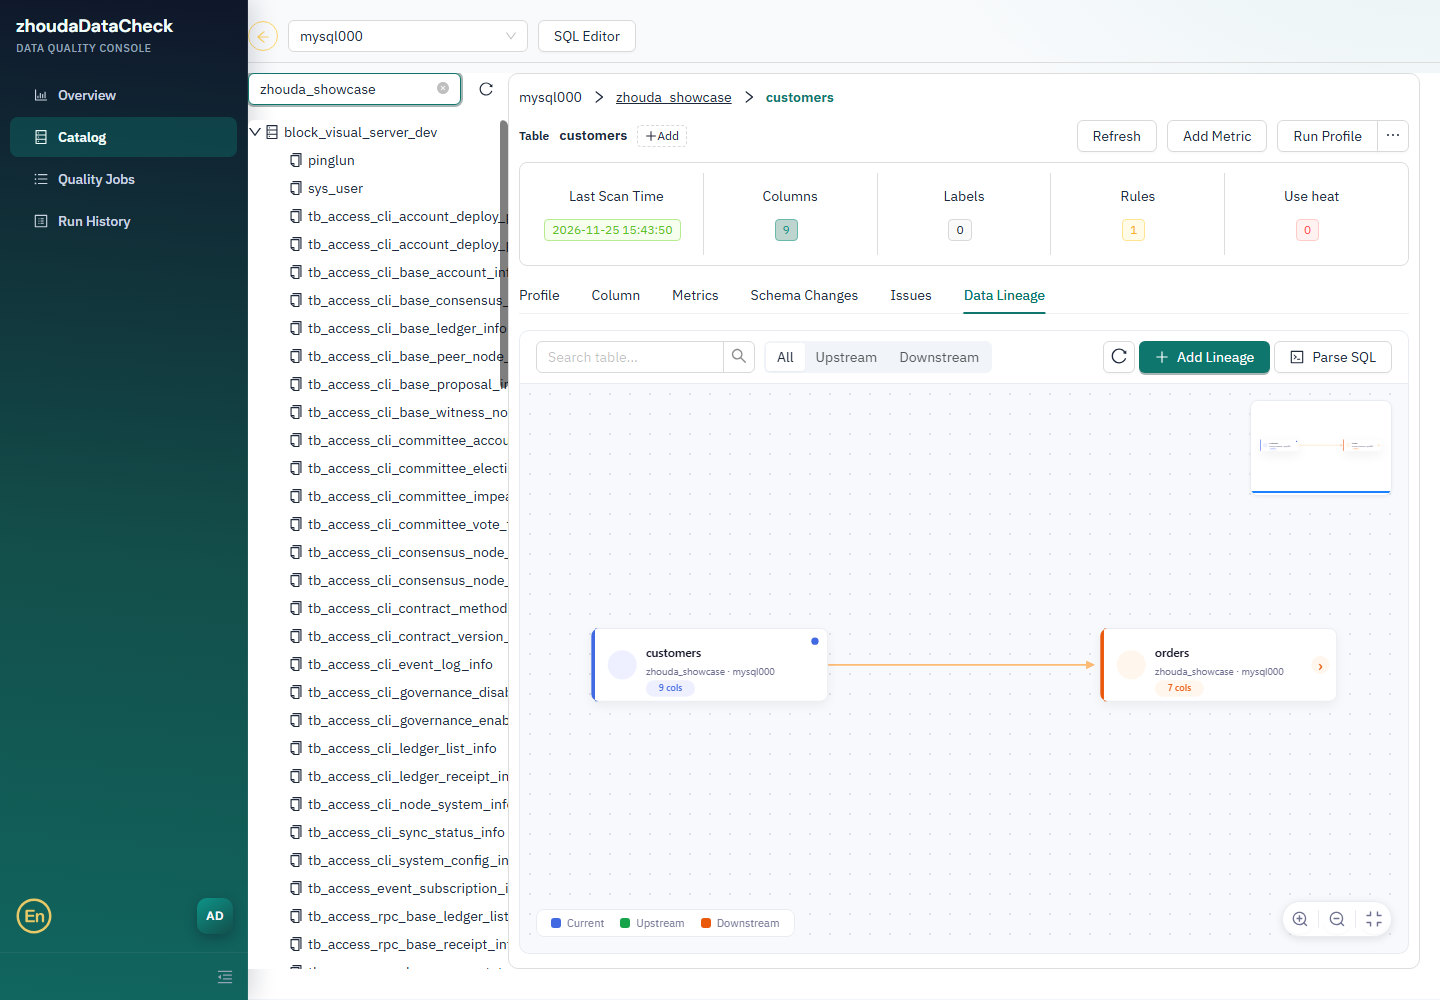 zhoudaDataCheck
DATA QUALITY CONSOLE
Overview
Catalog
Quality Jobs
Run History
En
AD
mysql000
SQL Editor
zhouda_showcase
block_visual_server_dev
pinglun
sys_user
tb_access_cli_account_deploy_
tb_access_cli_account_deploy_
tb_access_cli_base_account_in
tb_access_cli_base_consensus_
tb_access_cli_base_ledger_info
tb_access_cli_base_peer_node_
tb_access_cli_base_proposal_i
tb_access_cli_base_witness_no
tb_access_cli_committee_accou
tb_access_cli_committee_electi
tb_access_cli_committee_impea
tb_access_cli_committee_vote_
tb_access_cli_consensus_node_
tb_access_cli_consensus_node_
tb_access_cli_contract_method
tb_access_cli_contract_version_
tb_access_cli_event_log_info
tb_access_cli_governance_disab
tb_access_cli_governance_enab
tb_access_cli_ledger_list_info
tb_access_cli_ledger_receipt_in
tb_access_cli_node_system_info
tb_access_cli_sync_status_info
tb_access_cli_system_config_in
tb_access_event_subscription_i
tb_access_rpc_base_ledger_list
tb_access_rpc_base_receipt_in
mysql000 > zhouda_showcase > customers
Table customers +Add
Refresh Add Metric Run Profile ...
Last Scan Time Columns Labels Rules Use heat
2026-11-25 15:43:50 9 0 1 0
Profile Column Metrics Schema Changes Issues Data Lineage
Search table... All Upstream Downstream + Add Lineage Parse SQL
customers
zhouda_showcase · mysql000
9 cols
orders
zhouda_showcase · mysql000
7 cols
Current Upstream Downstream